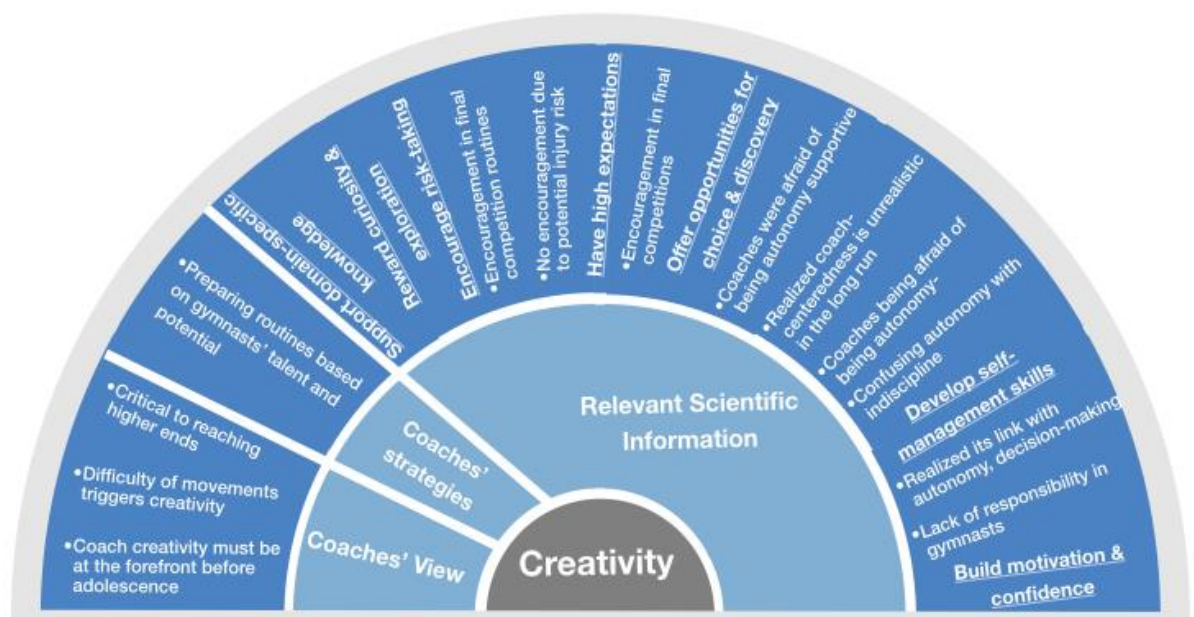 Creativity
Coaches' View
Coaches'
strategies
Relevant Scientific
Information
•Critical to reaching
higher ends
•Difficulty of movements
triggers creativity
•Coach creativity must be
at the forefront before
adolescence
•Preparing routines based
on gymnasts' talent and
potential
Support domain-specific
knowledge
Reward curiosity &
exploration
Encourage risk-taking
•Encouragement in final
competition routines
•No encouragement due
to potential injury risk
Have high expectations
•Encouragement in final
competitions
Offer opportunities for
choice & discovery
•Coaches were afraid of
being autonomy supportive
•Realized coach-
centeredness is unrealistic
in the long run
•Coaches being afraid of
being autonomy-
•Confusing autonomy with
indiscipline
Develop self-
management skills
•Realized its link with
autonomy, decision-making
•Lack of responsibility in
gymnasts
Build motivation &
confidence